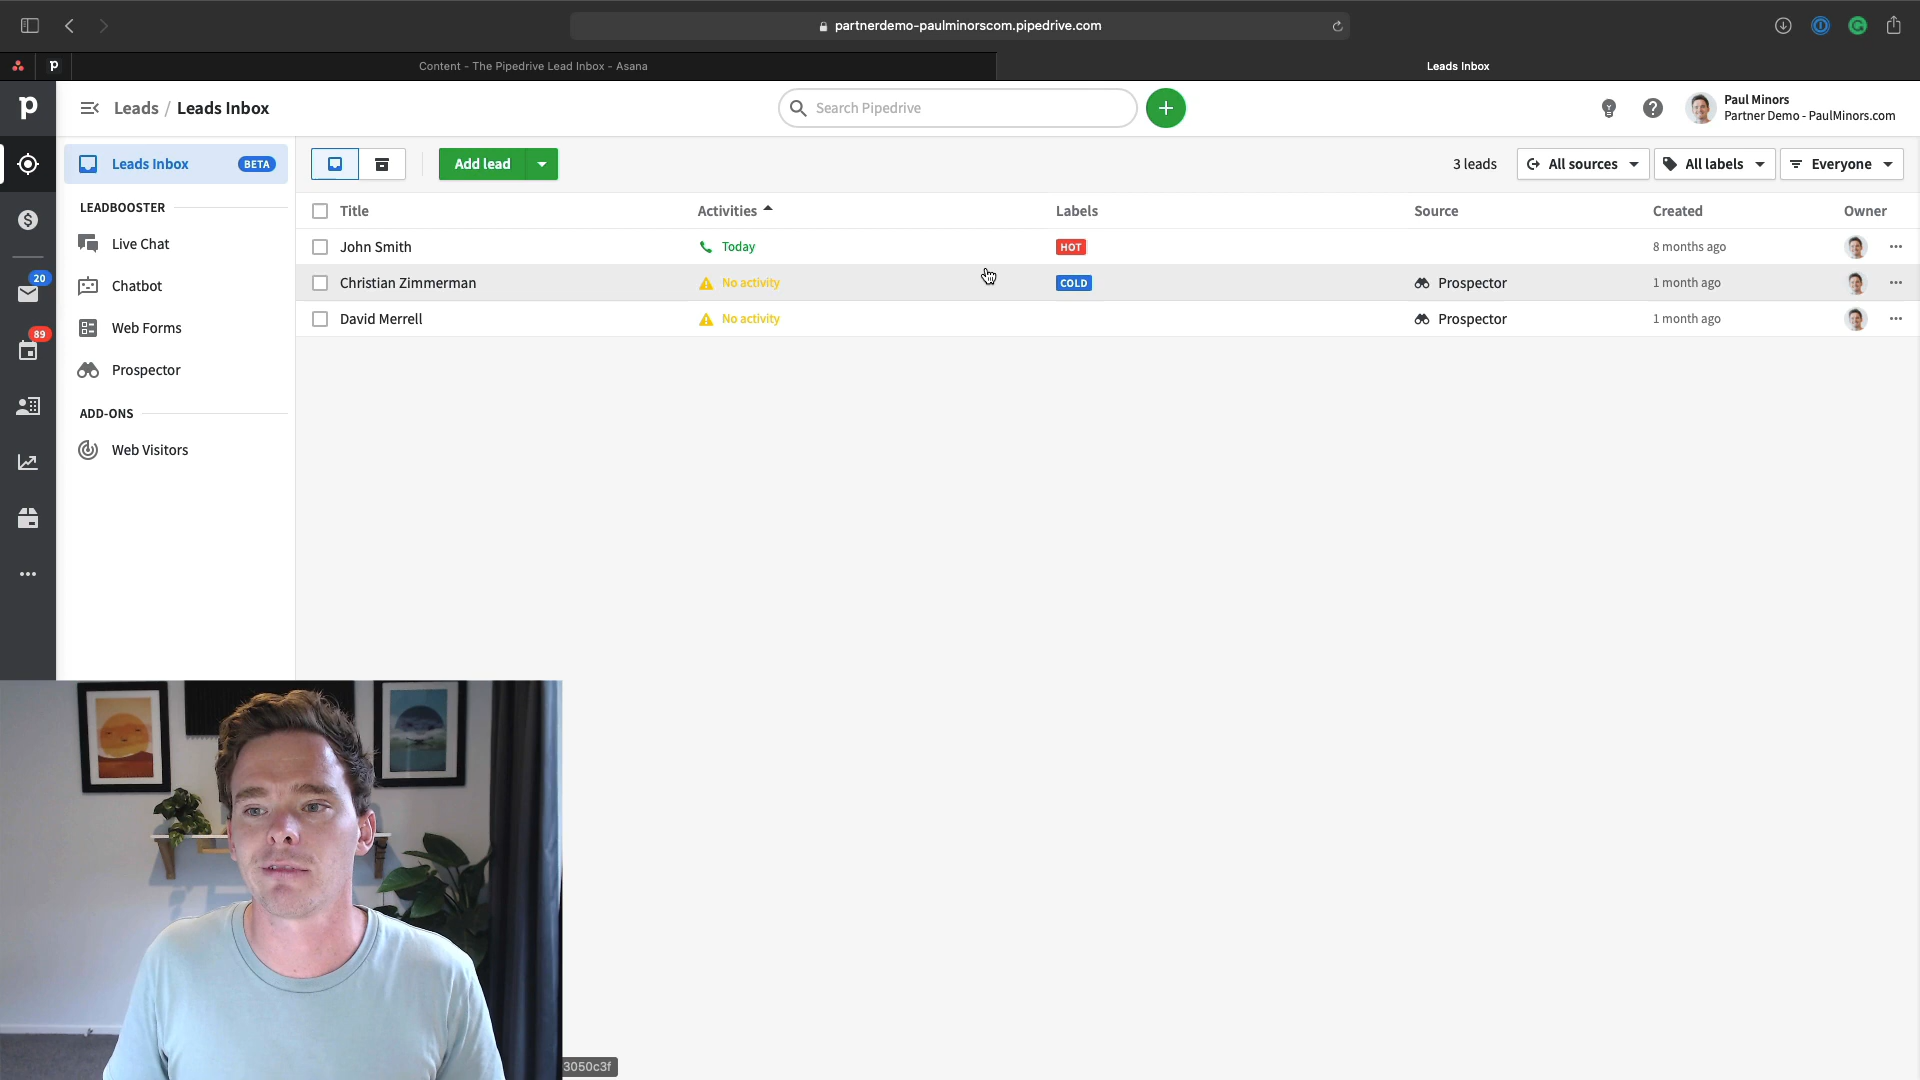 partnerdemo-paulminorscom.pipedrive.com
Content - The Pipedrive Lead Inbox - Asana
Leads Inbox
Leads / Leads Inbox
Search Pipedrive
Paul Minors
Partner Demo - PaulMinors.com
Leads Inbox BETA
LEADBOOSTER
Live Chat
Chatbot
Web Forms
Prospector
ADD-ONS
Web Visitors
20
89
Add lead
3 leads
All sources
All labels
Everyone
Title Activities Labels Source Created Owner
John Smith Today HOT 8 months ago
Christian Zimmerman No activity COLD Prospector 1 month ago
David Merrell No activity Prospector 1 month ago
3050c3f